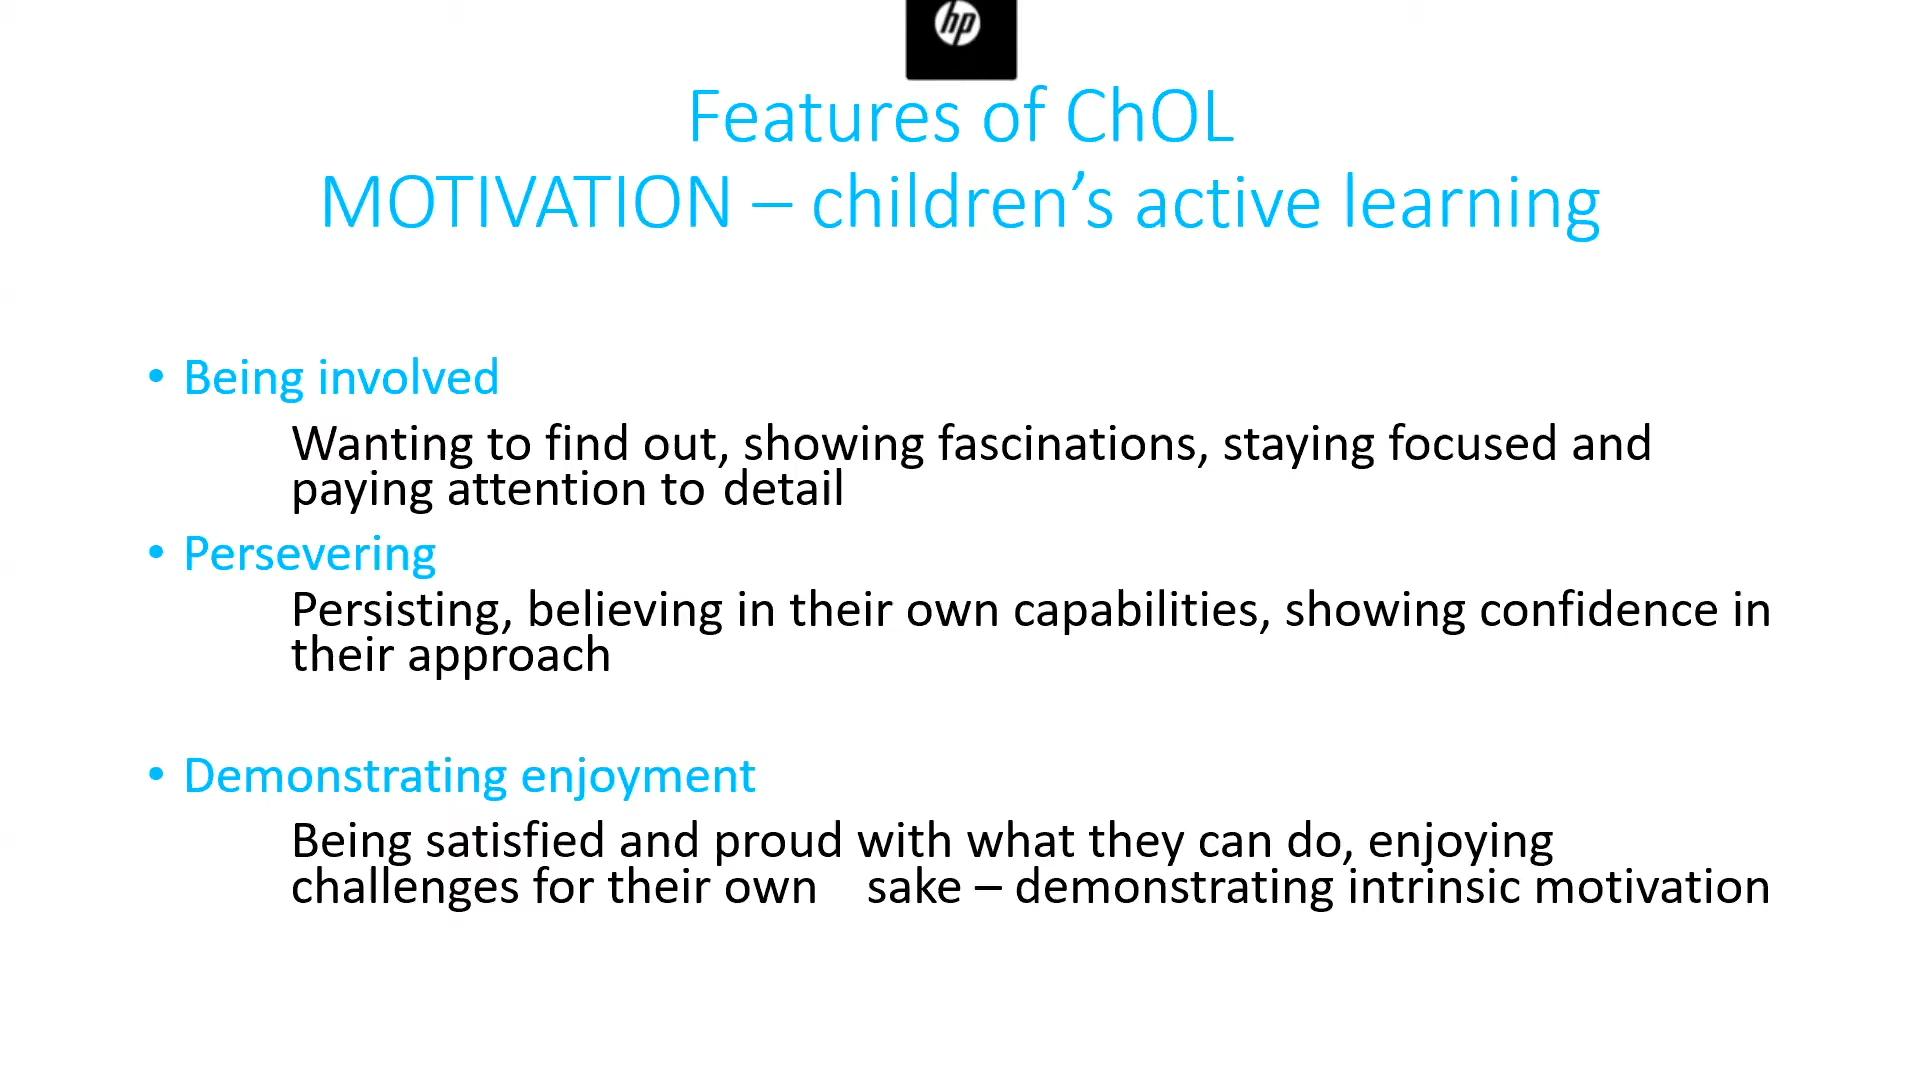 hp
Features of ChOL
MOTIVATION – children’s active learning
• Being involved
Wanting to find out, showing fascinations, staying focused and
paying attention to detail
• Persevering
Persisting, believing in their own capabilities, showing confidence in
their approach
• Demonstrating enjoyment
Being satisfied and proud with what they can do, enjoying
challenges for their own sake – demonstrating intrinsic motivation